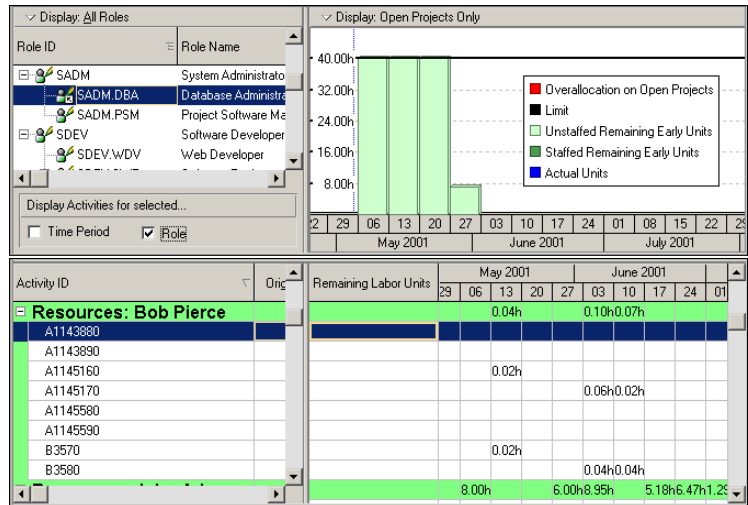 Display: All Roles
Display: Open Projects Only
Role ID
Role Name
SADM
System Administrato
SADM.DBA
Database Administra
SADM.PSM
Project Software Ma
SDEV
Software Developer
SDEV.WDV
Web Developer
Display Activities for selected...
Time Period
Role
40.00h
32.00h
24.00h
16.00h
8.00h
Overallocation on Open Projects
Limit
Unstaffed Remaining Early Units
Staffed Remaining Early Units
Actual Units
22 29 06 13 20 27 03 10 17 24 01 08 15 22 29
May 2001 June 2001 July 2001
Activity ID
Orig
Remaining Labor Units
May 2001 June 2001
29 06 13 20 27 03 10 17 24 01
Resources: Bob Pierce
0.04h 0.10h 0.07h
A1143880
A1143890
A1145160 0.02h
A1145170 0.06h 0.02h
A1145580
A1145590
B3570 0.02h
B3580 0.04h 0.04h
8.00h 6.00h 8.95h 5.18h 6.47h 1.29